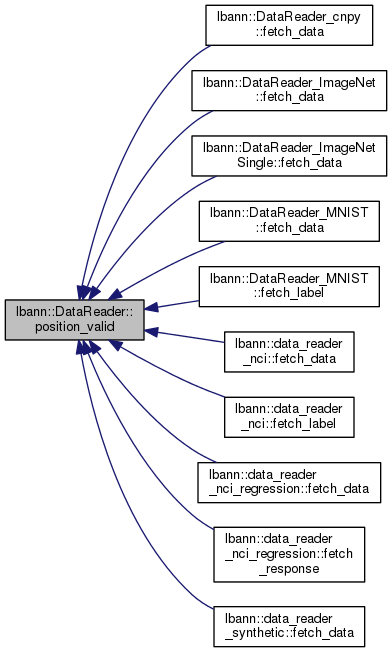 lbann::DataReader_cnpy
::fetch_data
lbann::DataReader_ImageNet
::fetch_data
lbann::DataReader_ImageNet
Single::fetch_data
lbann::DataReader_MNIST
::fetch_data
lbann::DataReader_MNIST
::fetch_label
lbann::DataReader::
position_valid
lbann::data_reader
_nci::fetch_data
lbann::data_reader
_nci::fetch_label
lbann::data_reader
_nci_regression::fetch_data
lbann::data_reader
_nci_regression::fetch
_response
lbann::data_reader
_synthetic::fetch_data